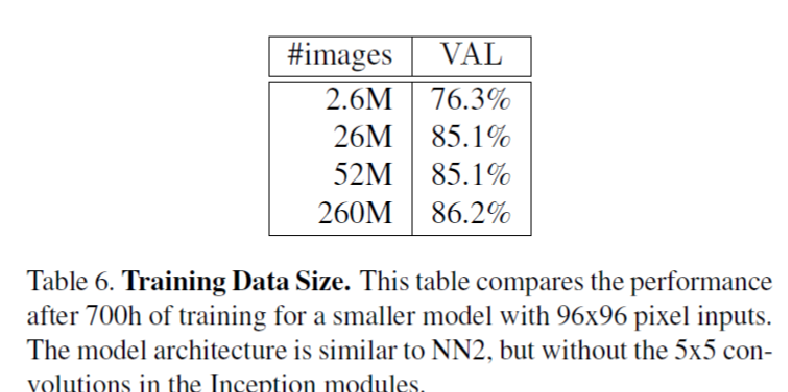 #images VAL
2.6M 76.3%
26M 85.1%
52M 85.1%
260M 86.2%
Table 6. Training Data Size. This table compares the performance
after 700h of training for a smaller model with 96x96 pixel inputs.
The model architecture is similar to NN2, but without the 5x5 con-
volutions in the Inception modules.